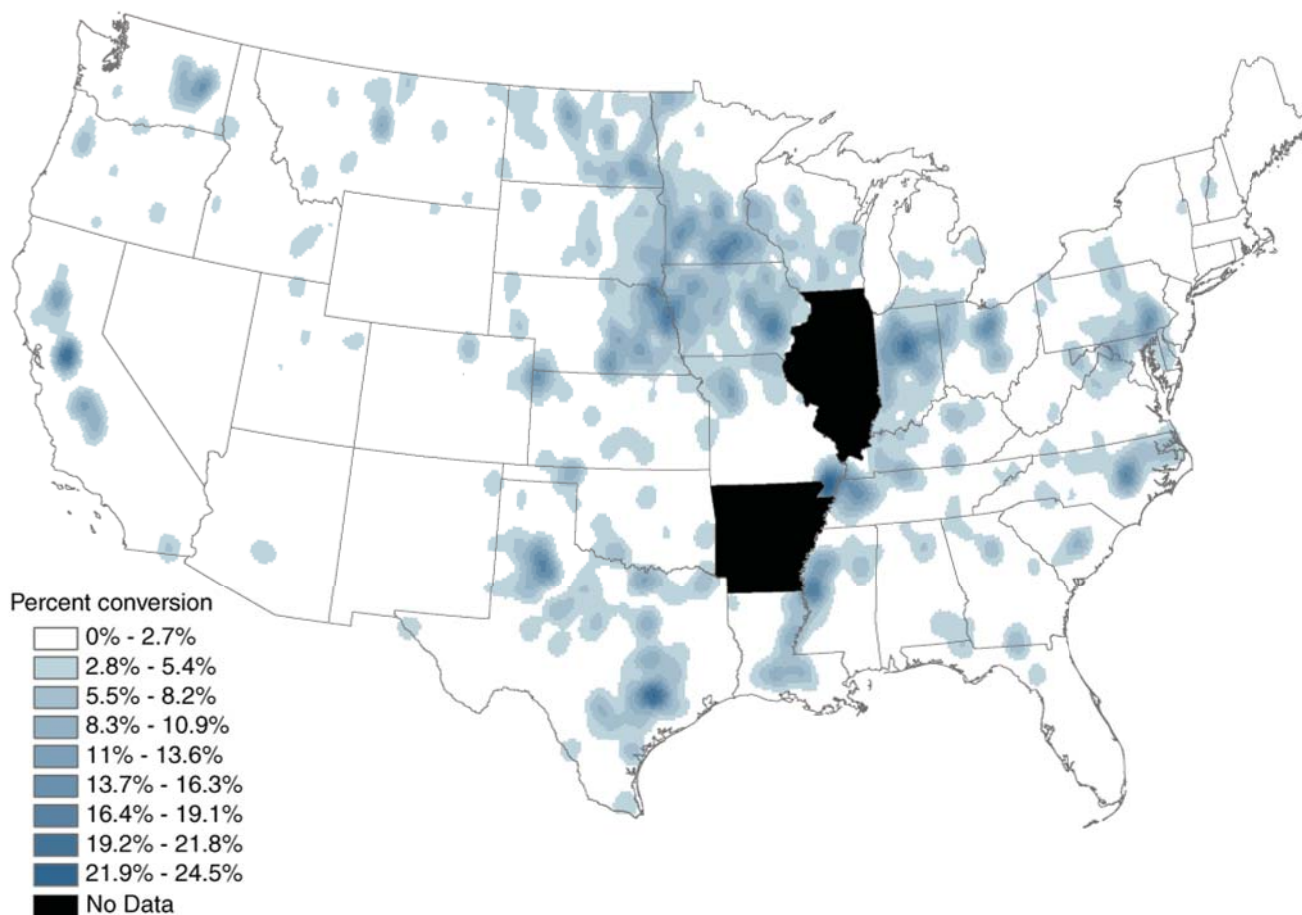 Percent conversion
0% - 2.7%
2.8% - 5.4%
5.5% - 8.2%
8.3% - 10.9%
11% - 13.6%
13.7% - 16.3%
16.4% - 19.1%
19.2% - 21.8%
21.9% - 24.5%
No Data